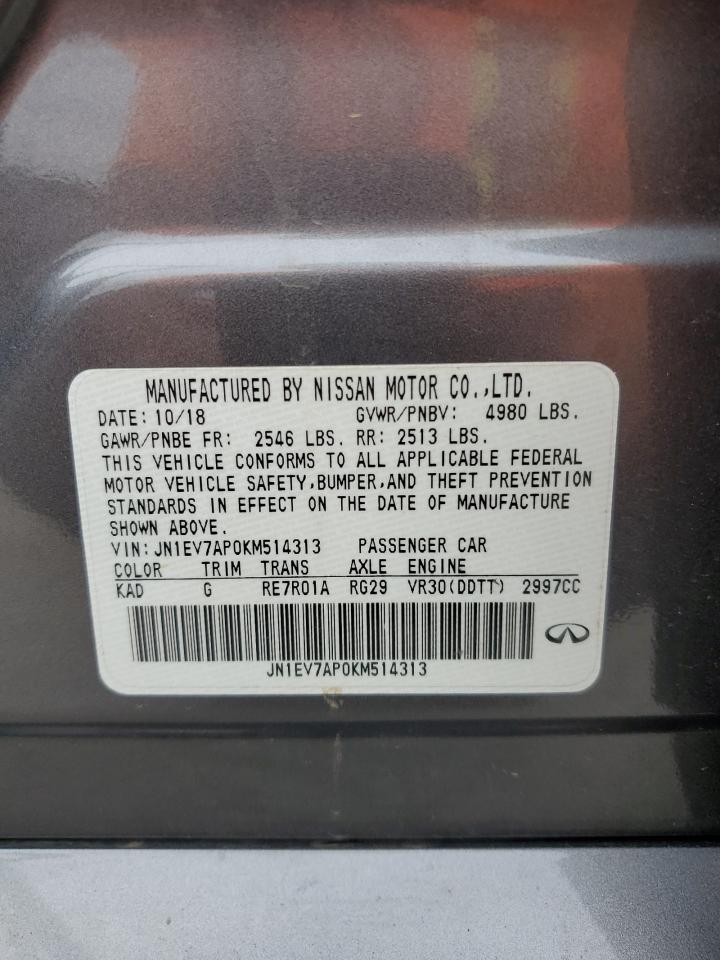 MANUFACTURED BY NISSAN MOTOR CO.,LTD.
DATE: 10/18 GVWR/PNBV: 4980 LBS.
GAWR/PNBE FR: 2546 LBS. RR: 2513 LBS.
THIS VEHICLE CONFORMS TO ALL APPLICABLE FEDERAL
MOTOR VEHICLE SAFETY,BUMPER,AND THEFT PREVENTION
STANDARDS IN EFFECT ON THE DATE OF MANUFACTURE
SHOWN ABOVE.
VIN:JN1EV7AP0KM514313 PASSENGER CAR
COLOR TRIM TRANS AXLE ENGINE
KAD G RE7R01A RG29 VR30(DDTT) 2997CC
JN1EV7AP0KM514313